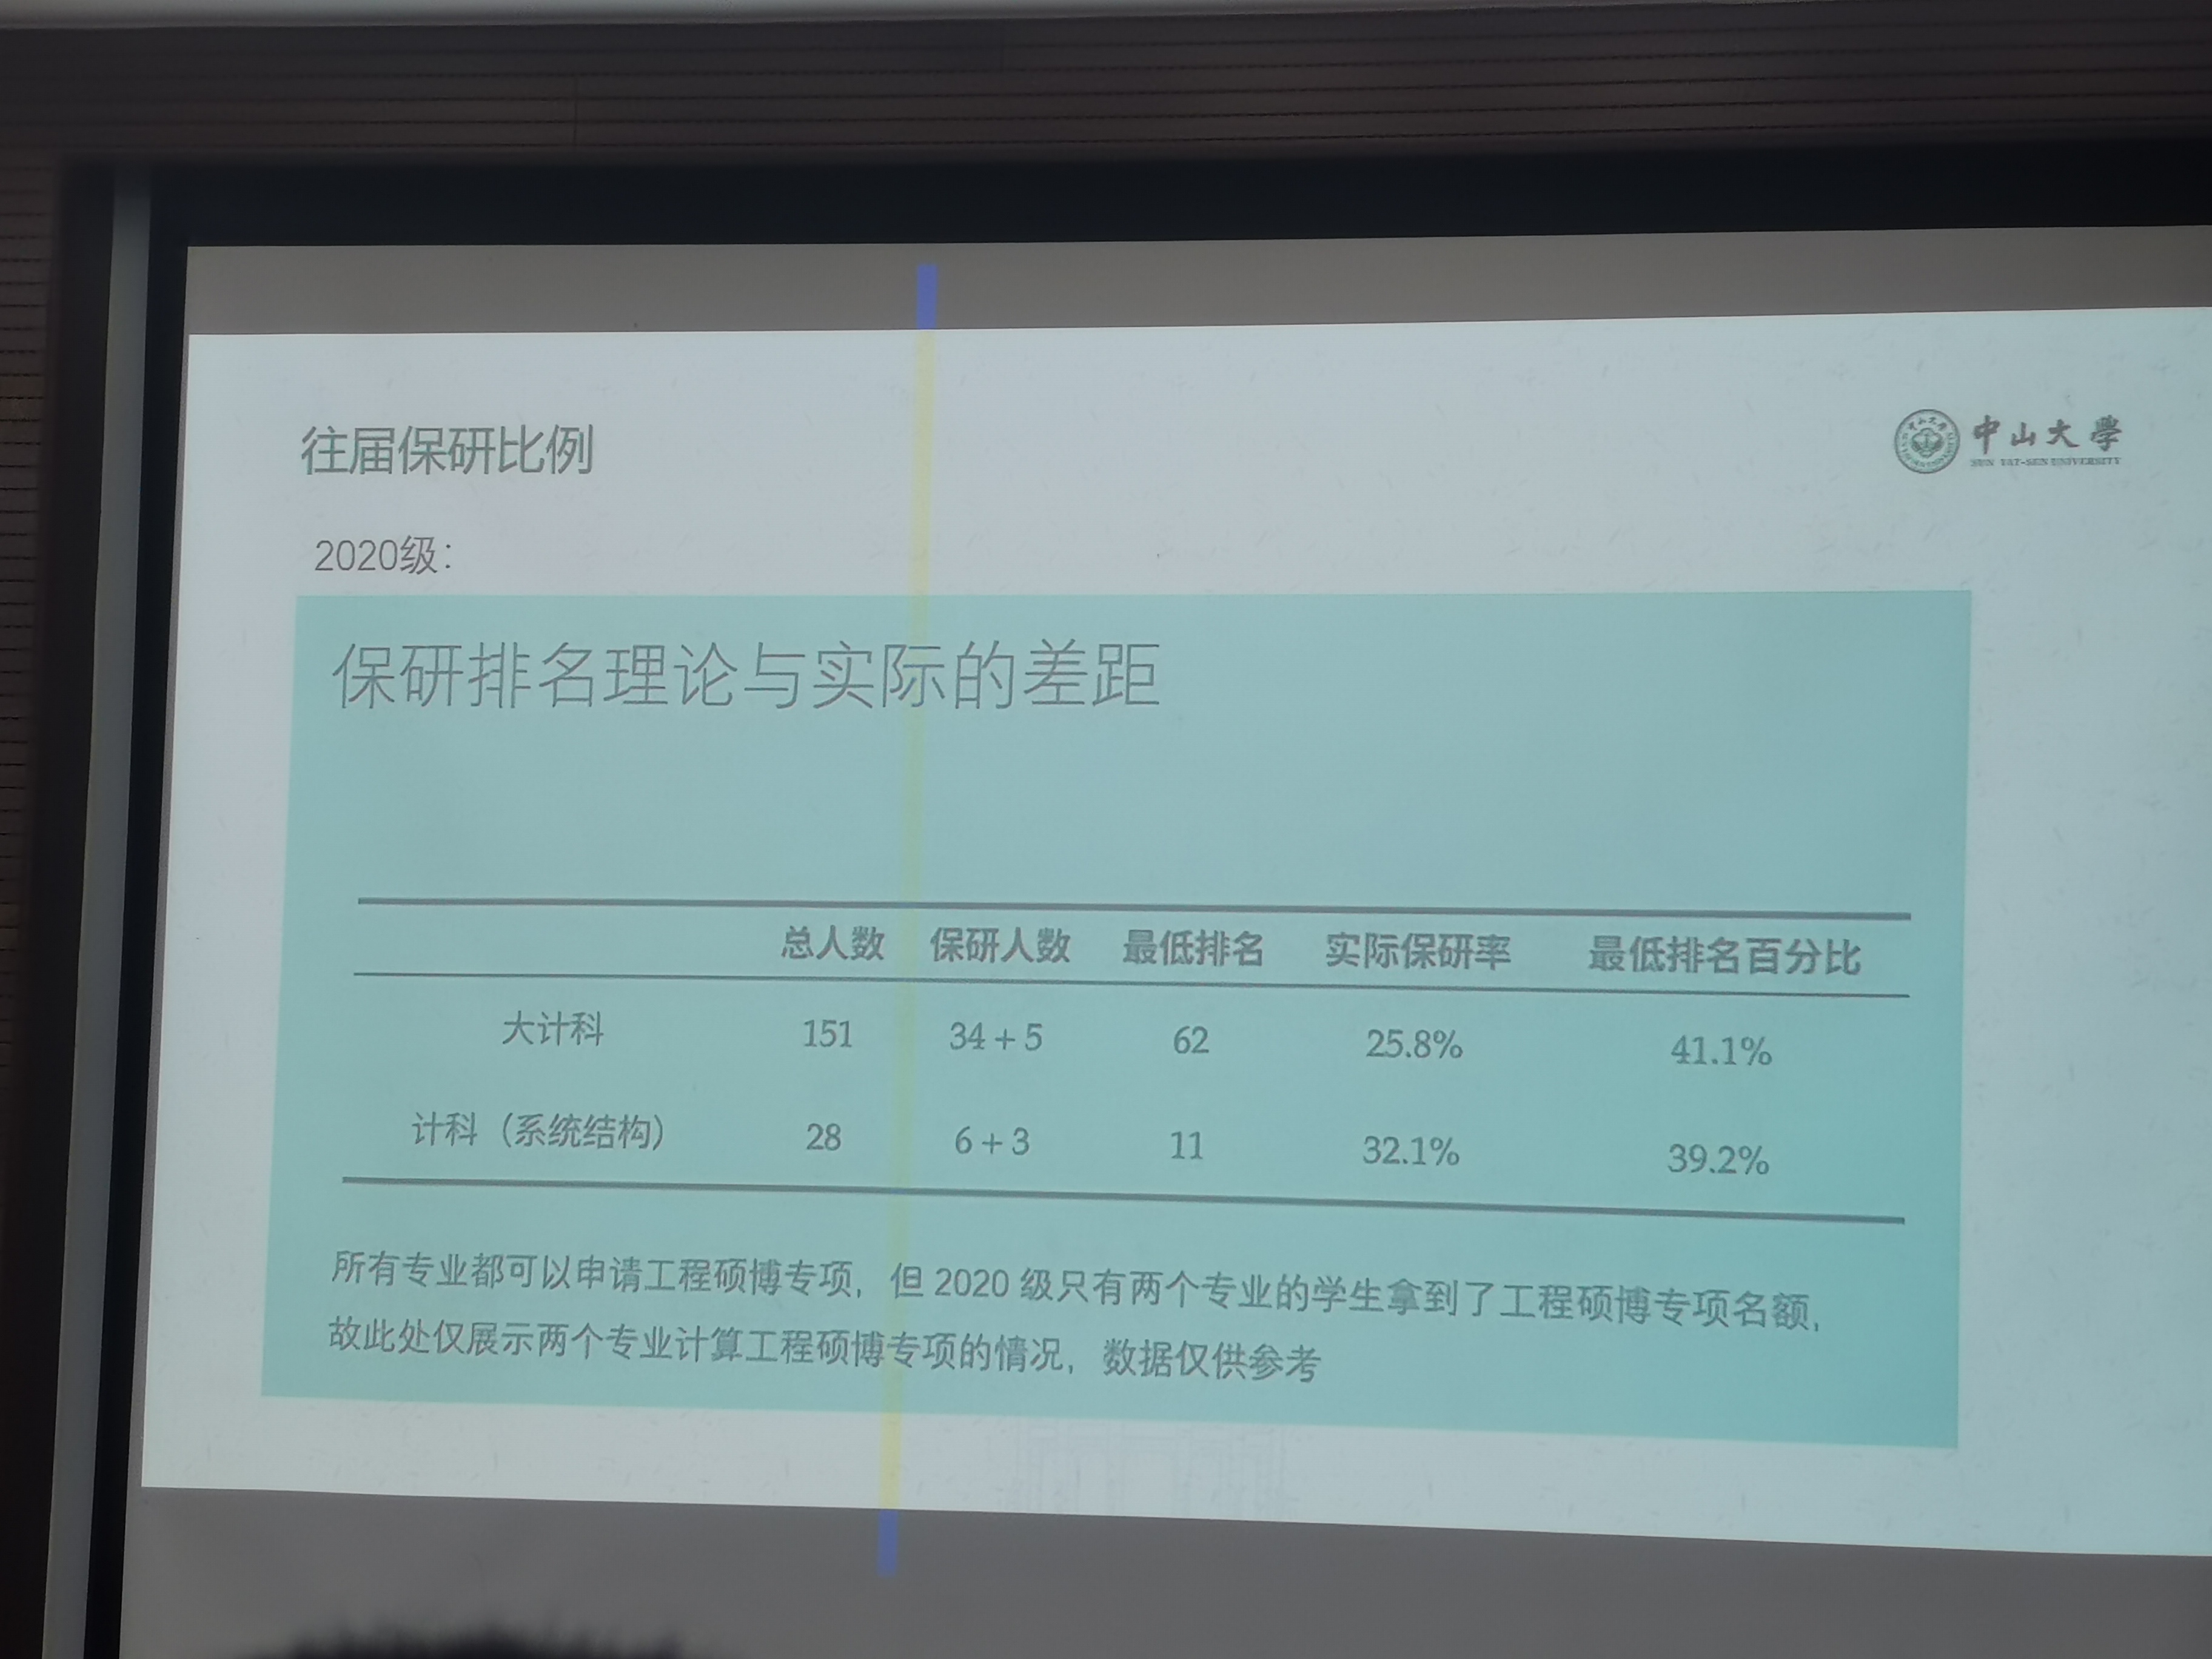 往届保研比例
中山大學
SUN YAT-SEN UNIVERSITY
2020级：
保研排名理论与实际的差距
总人数 保研人数 最低排名 实际保研率 最低排名百分比
大计科 151 34 + 5 62 25.8% 41.1%
计科（系统结构） 28 6 + 3 11 32.1% 39.2%
所有专业都可以申请工程硕博专项，但 2020 级只有两个专业的学生拿到了工程硕博专项名额，
故此处仅展示两个专业计算工程硕博专项的情况，数据仅供参考